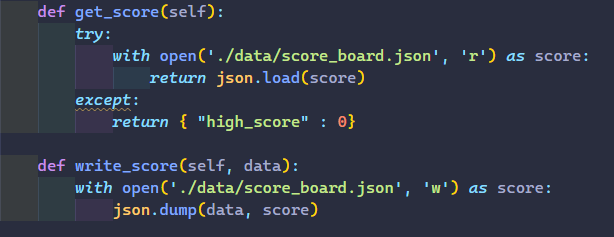 def get_score(self):
try:
with open('./data/score_board.json', 'r') as score:
return json.load(score)
except:
return { "high_score" : 0}
def write_score(self, data):
with open('./data/score_board.json', 'w') as score:
json.dump(data, score)